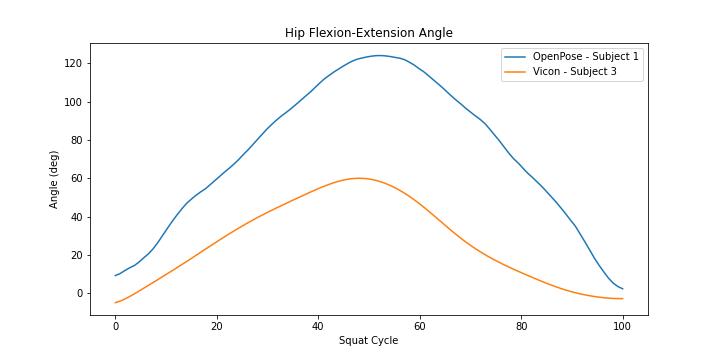 Hip Flexion-Extension Angle
OpenPose - Subject 1
Vicon - Subject 3
Angle (deg)
120
100
80
60
40
20
0
0 20 40 60 80 100
Squat Cycle